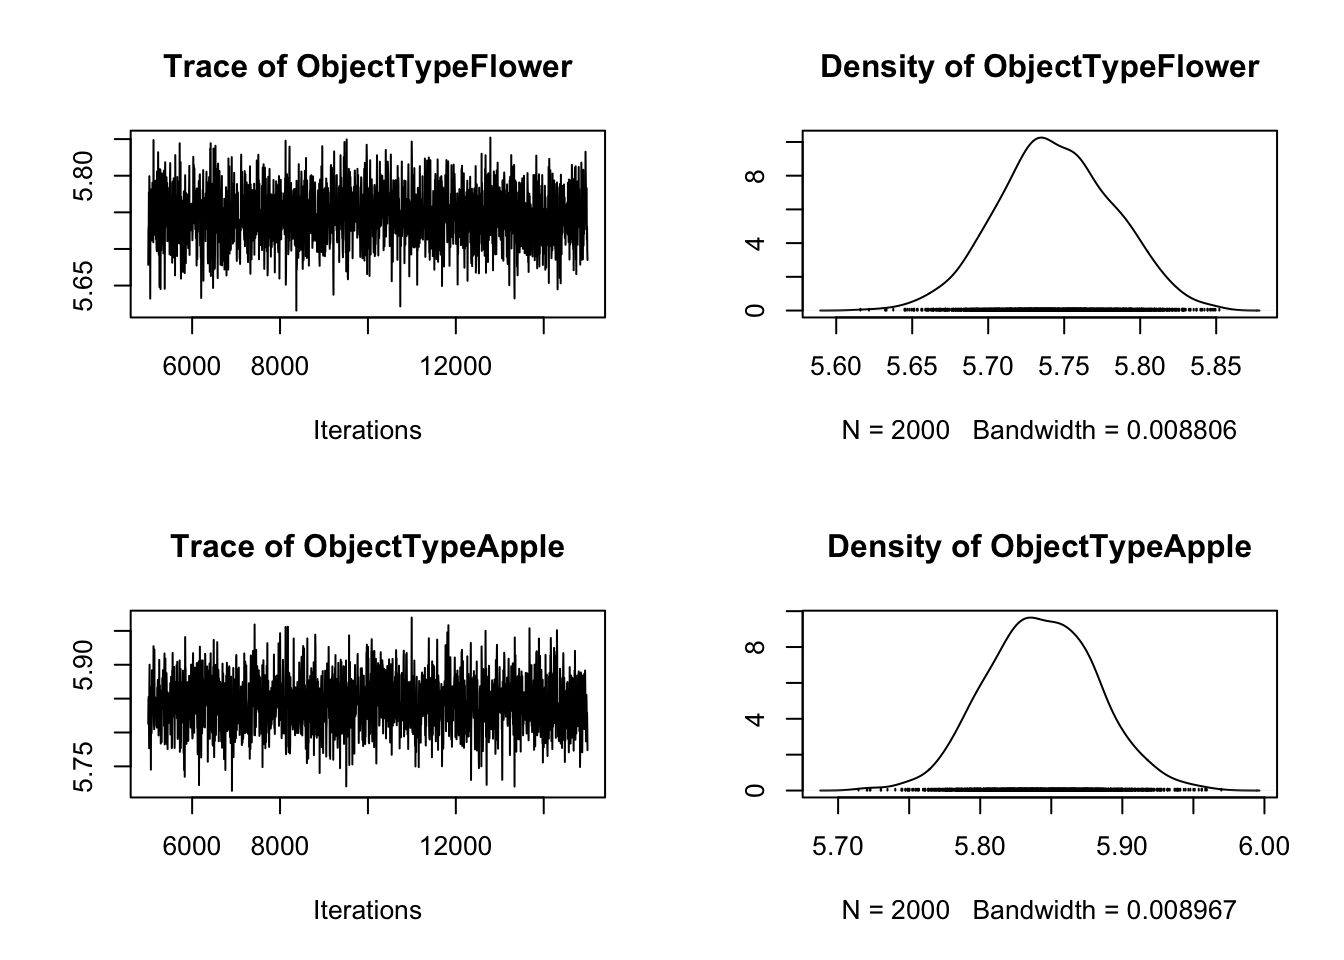 Trace of ObjectTypeFlower
5.80
5.65
6000 8000 12000
Iterations
Density of ObjectTypeFlower
8
4
0
5.60 5.65 5.70 5.75 5.80 5.85
N = 2000 Bandwidth = 0.008806
Trace of ObjectTypeApple
5.90
5.75
6000 8000 12000
Iterations
Density of ObjectTypeApple
8
4
0
5.70 5.80 5.90 6.00
N = 2000 Bandwidth = 0.008967